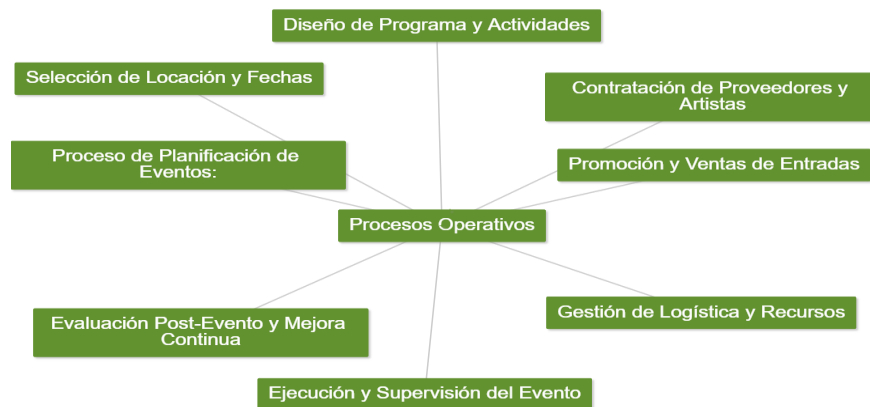 Diseño de Programa y Actividades
Selección de Locación y Fechas
Contratación de Proveedores y
Artistas
Proceso de Planificación de
Eventos:
Promoción y Ventas de Entradas
Procesos Operativos
Evaluación Post-Evento y Mejora
Continua
Gestión de Logística y Recursos
Ejecución y Supervisión del Evento